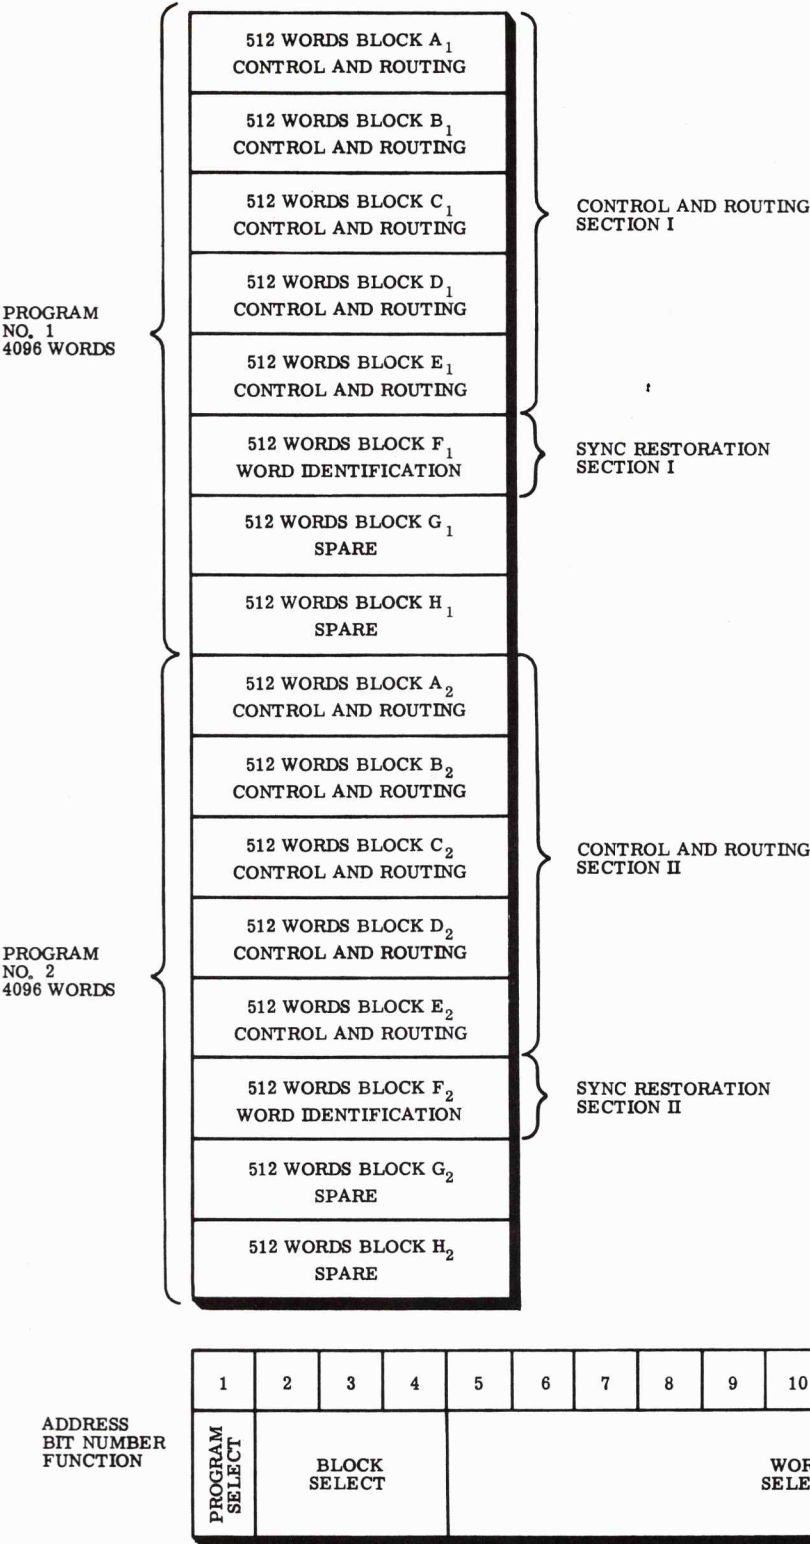 512 WORDS BLOCK A1
CONTROL AND ROUTING
512 WORDS BLOCK B1
CONTROL AND ROUTING
512 WORDS BLOCK C1
CONTROL AND ROUTING
512 WORDS BLOCK D1
CONTROL AND ROUTING
512 WORDS BLOCK E1
CONTROL AND ROUTING
512 WORDS BLOCK F1
WORD IDENTIFICATION
512 WORDS BLOCK G1
SPARE
512 WORDS BLOCK H1
SPARE
PROGRAM
NO. 1
4096 WORDS
CONTROL AND ROUTING
SECTION I
SYNC RESTORATION
SECTION I
512 WORDS BLOCK A2
CONTROL AND ROUTING
512 WORDS BLOCK B2
CONTROL AND ROUTING
512 WORDS BLOCK C2
CONTROL AND ROUTING
512 WORDS BLOCK D2
CONTROL AND ROUTING
512 WORDS BLOCK E2
CONTROL AND ROUTING
512 WORDS BLOCK F2
WORD IDENTIFICATION
512 WORDS BLOCK G2
SPARE
512 WORDS BLOCK H2
SPARE
PROGRAM
NO. 2
4096 WORDS
CONTROL AND ROUTING
SECTION II
SYNC RESTORATION
SECTION II
1 2 3 4 5 6 7 8 9 10
ADDRESS
BIT NUMBER
FUNCTION
PROGRAM
SELECT
BLOCK
SELECT